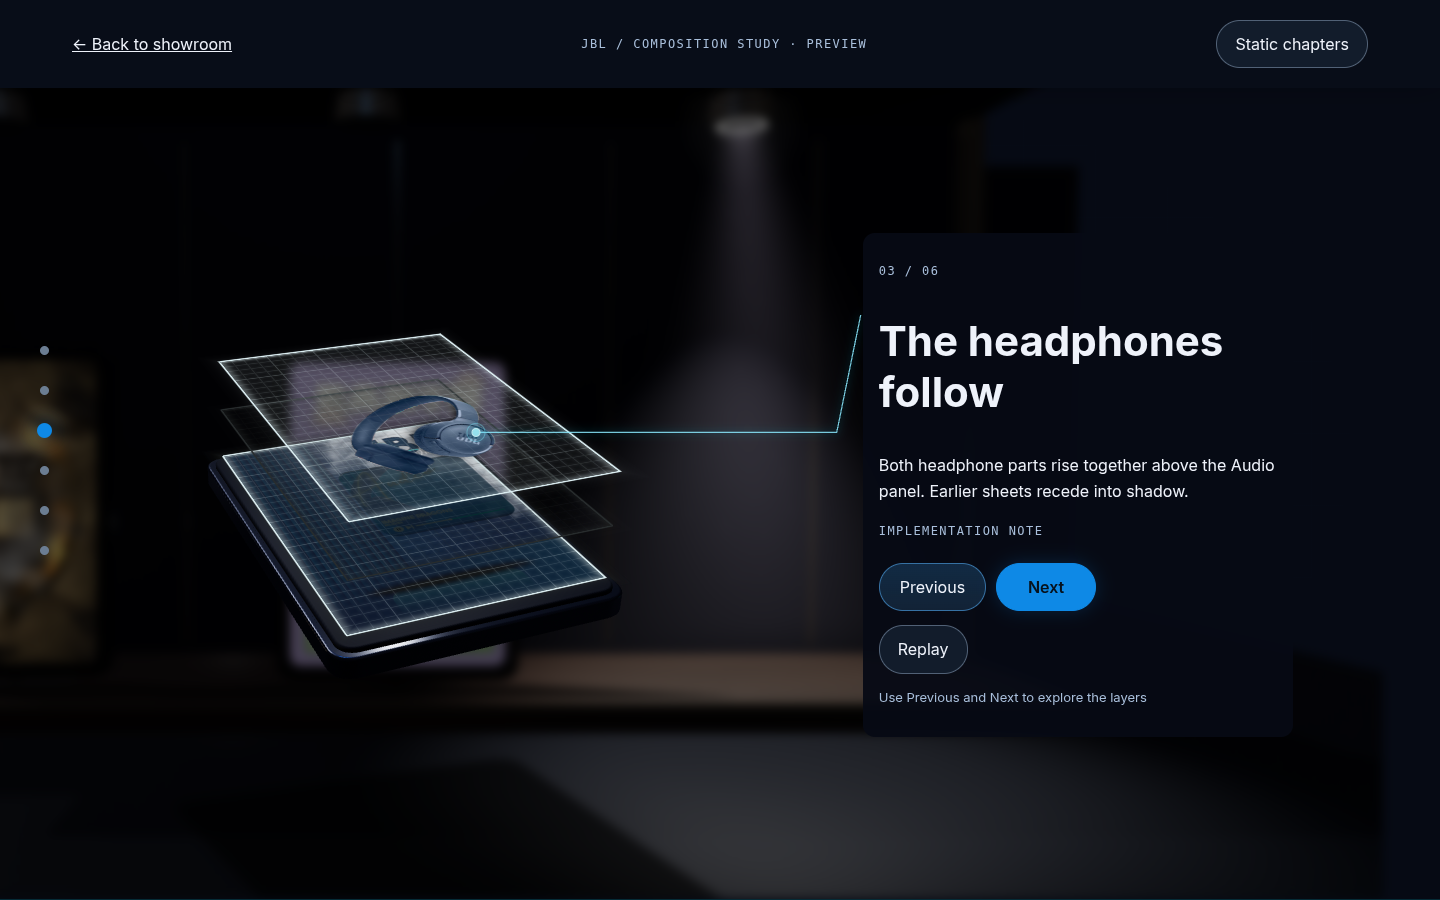 ← Back to showroom
JBL / COMPOSITION STUDY · PREVIEW
Static chapters
03 / 06
The headphones
follow
Both headphone parts rise together above the Audio
panel. Earlier sheets recede into shadow.
IMPLEMENTATION NOTE
Previous
Next
Replay
Use Previous and Next to explore the layers
JBL